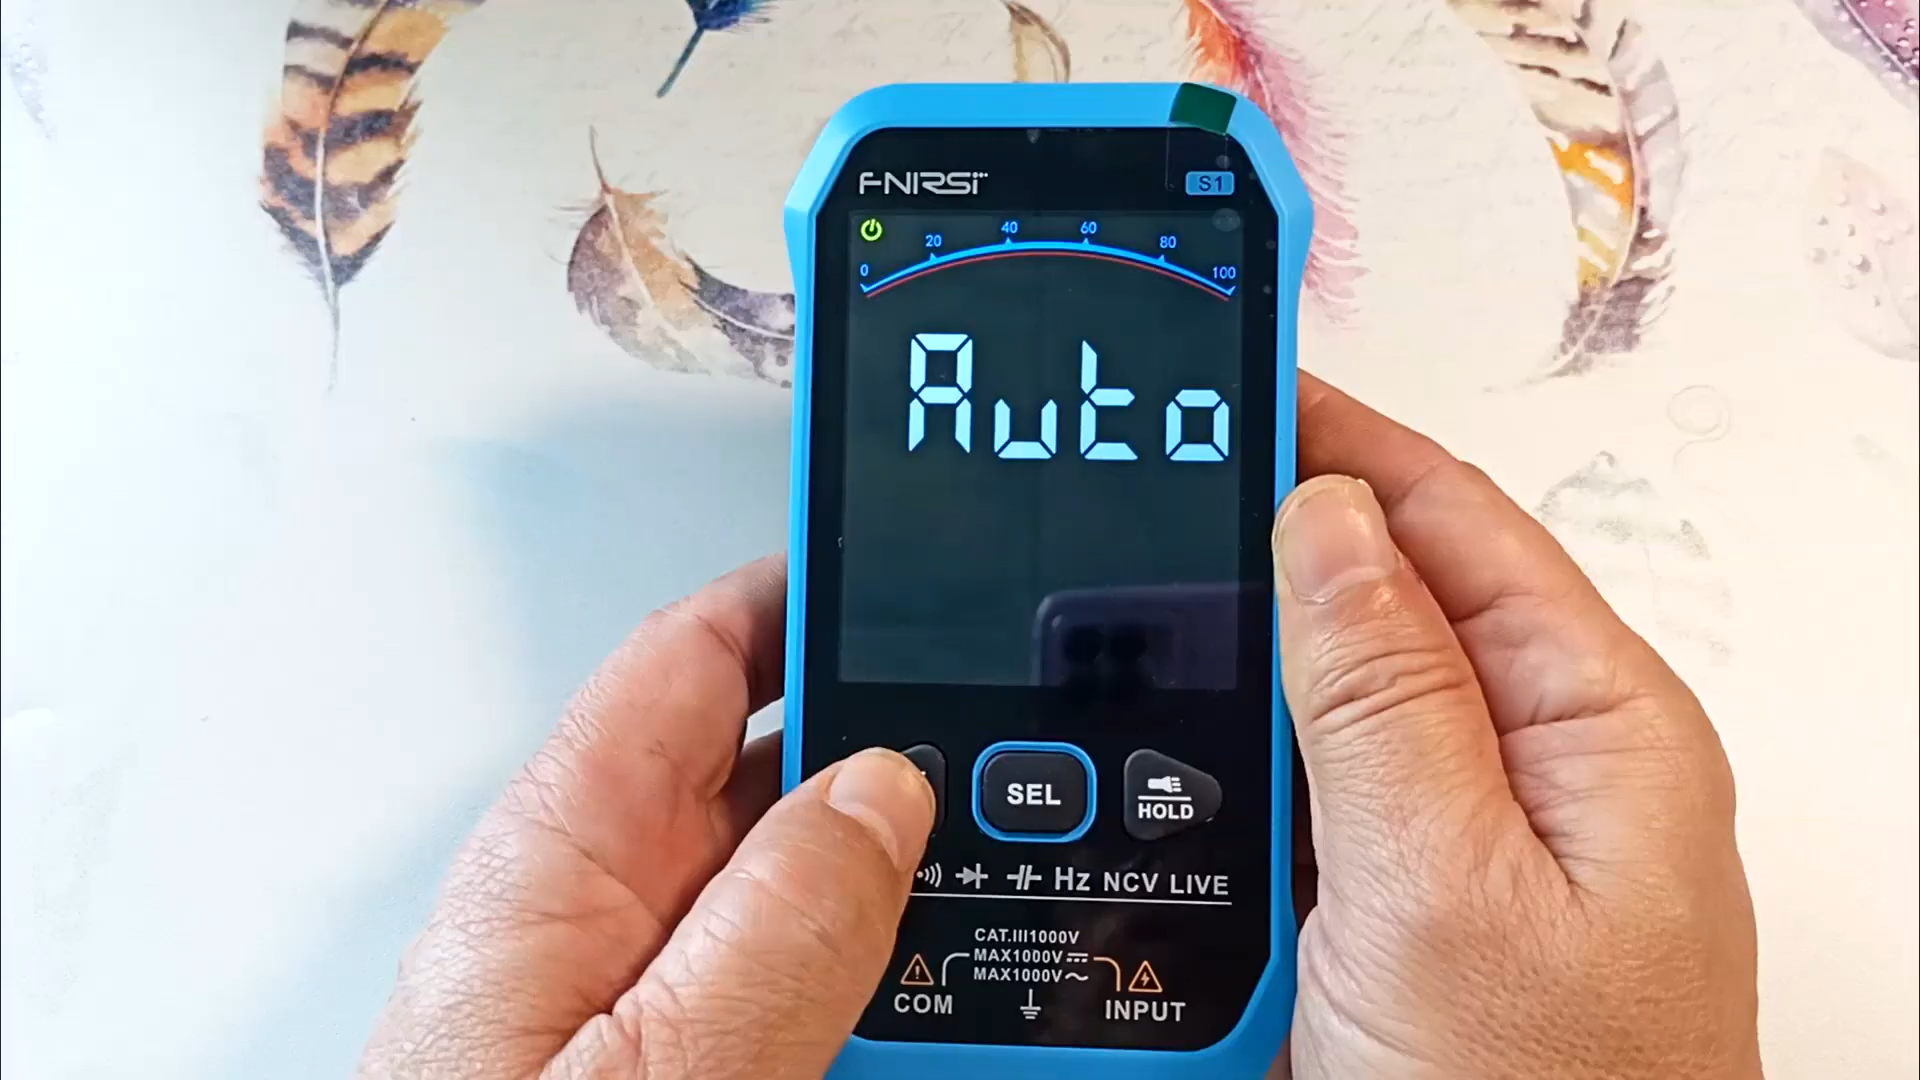 FNIRSI
S1
0 20 40 60 80 100
Auto
SEL
HOLD
Hz NCV LIVE
CAT.III1000V
MAX1000V
MAX1000V
COM
INPUT